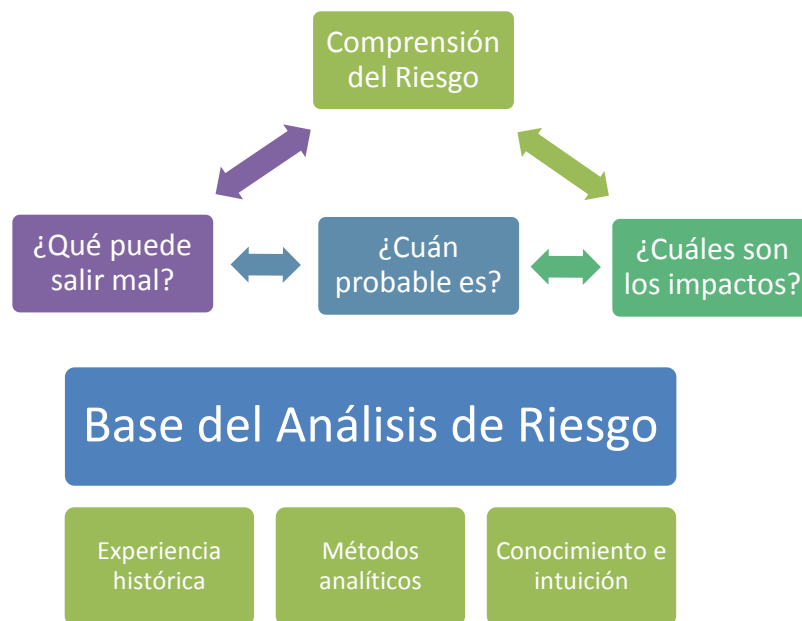 Comprensión
del Riesgo
¿Qué puede
salir mal?
¿Cuán
probable es?
¿Cuáles son
los impactos?
Base del Análisis de Riesgo
Experiencia
histórica
Métodos
analíticos
Conocimiento e
intuición